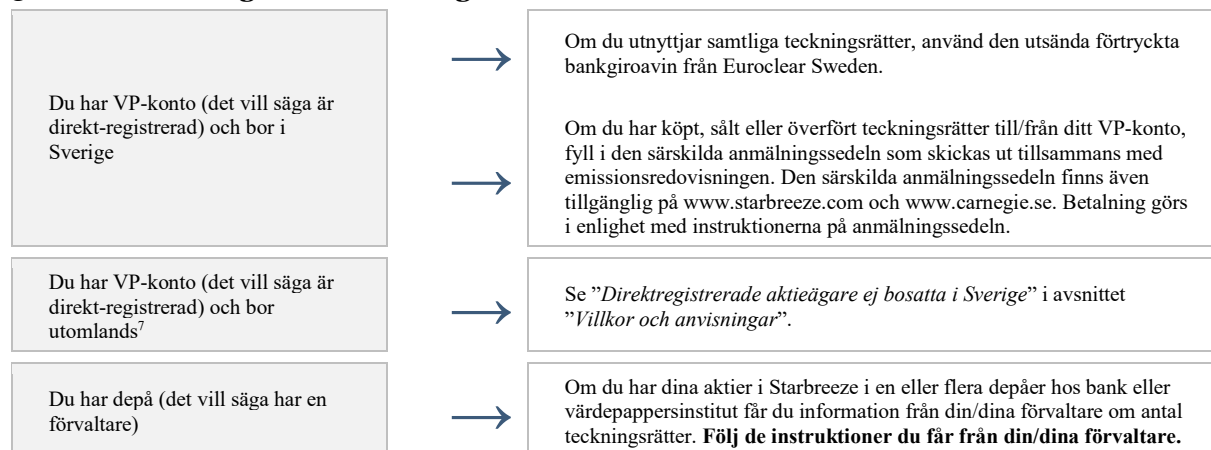 Du har VP-konto (det vill säga är
direkt-registrerad) och bor i
Sverige
Om du utnyttjar samtliga teckningsrätter, använd den utsända förtryckta
bankgiroavin från Euroclear Sweden.
Om du har köpt, sålt eller överfört teckningsrätter till/från ditt VP-konto,
fyll i den särskilda anmälningssedeln som skickas ut tillsammans med
emissionsredovisningen. Den särskilda anmälningssedeln finns även
tillgänglig på www.starbreeze.com och www.carnegie.se. Betalning görs
i enlighet med instruktionerna på anmälningssedeln.
Du har VP-konto (det vill säga är
direkt-registrerad) och bor
utomlands7
Se ”Direktregistrerade aktieägare ej bosatta i Sverige” i avsnittet
”Villkor och anvisningar”.
Du har depå (det vill säga har en
förvaltare)
Om du har dina aktier i Starbreeze i en eller flera depåer hos bank eller
värdepappersinstitut får du information från din/dina förvaltare om antal
teckningsrätter. Följ de instruktioner du får från din/dina förvaltare.